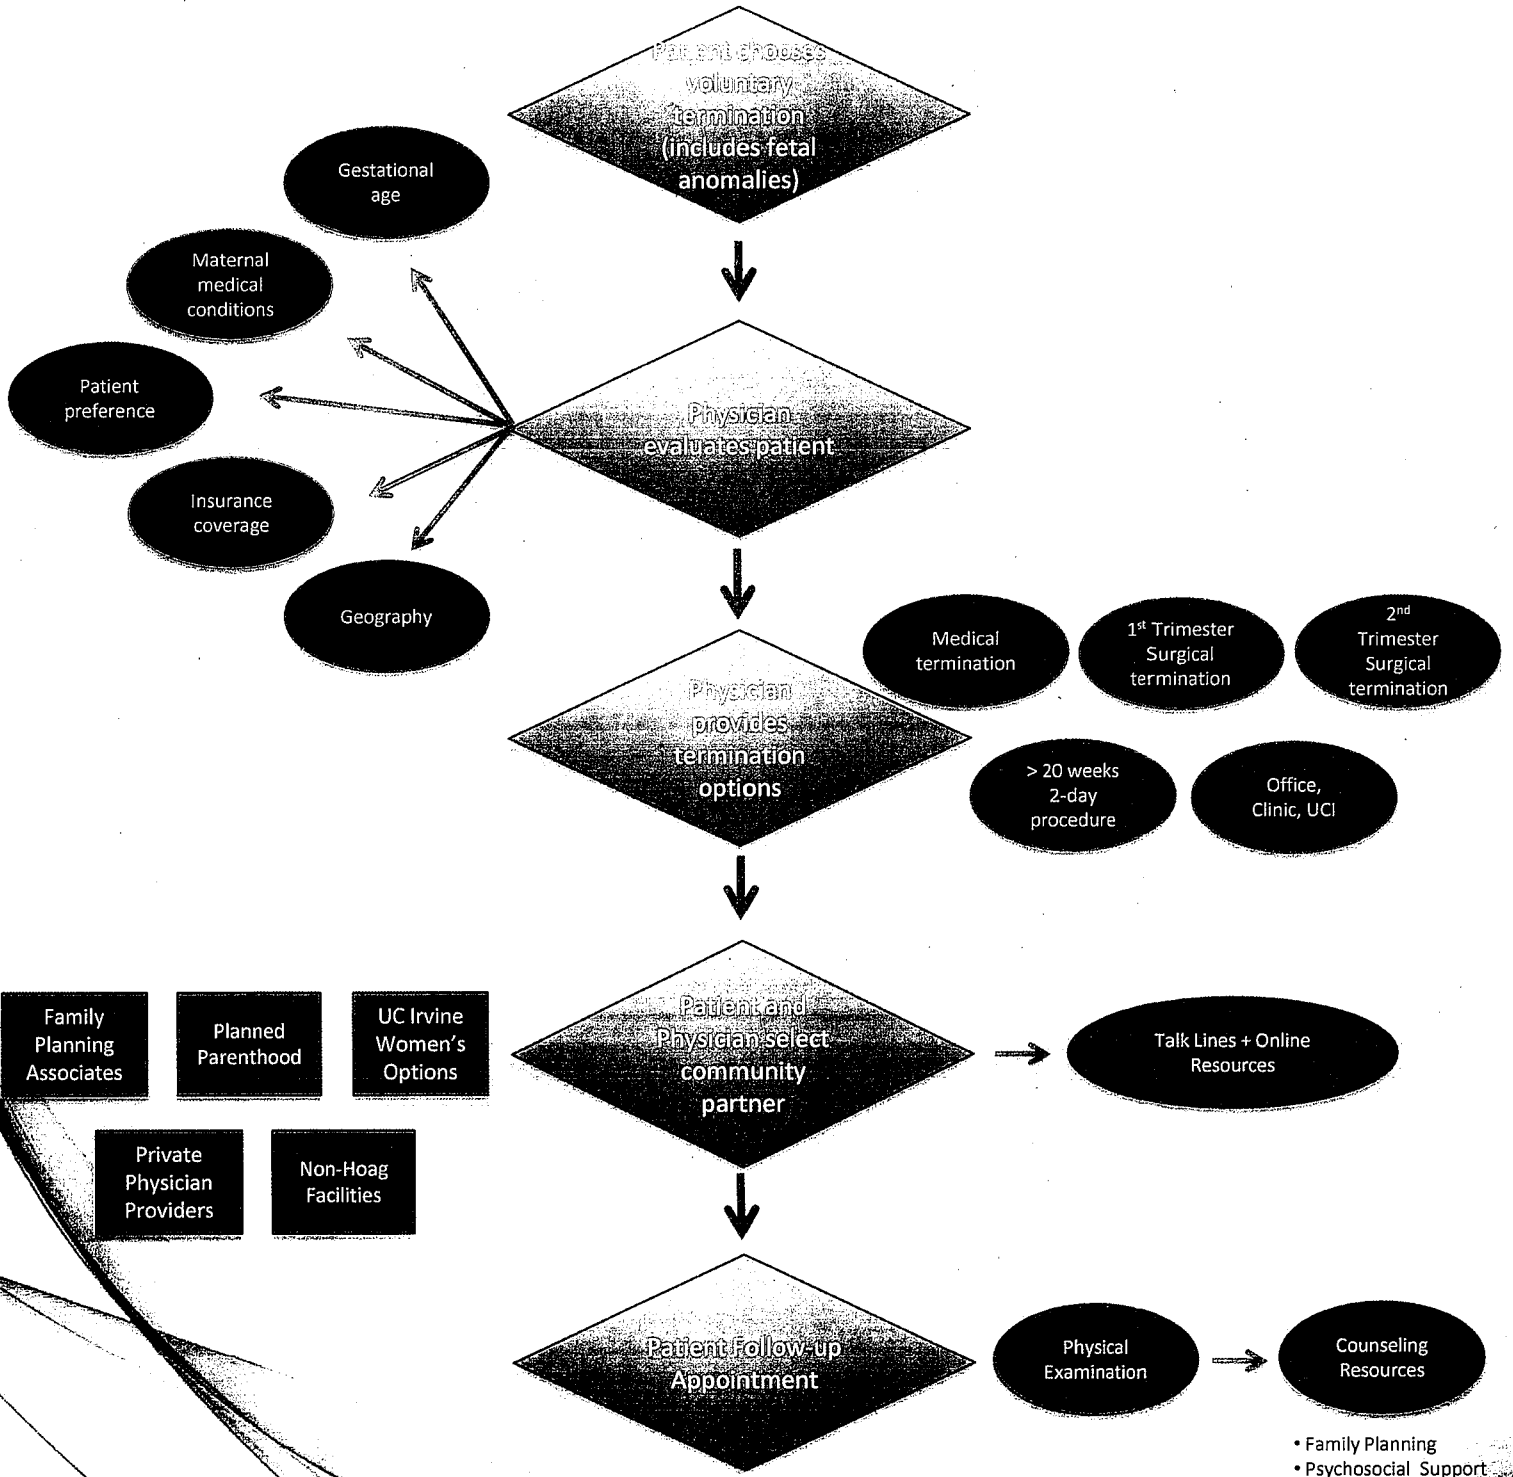 Patient chooses
voluntary
termination
(includes fetal
anomalies)
Gestational
age
Maternal
medical
conditions
Patient
preference
Insurance
coverage
Geography
Physician
evaluates patient
Physician
provides
termination
options
Medical
termination
1st Trimester
Surgical
termination
2nd
Trimester
Surgical
termination
> 20 weeks
2-day
procedure
Office,
Clinic, UCI
Family
Planning
Associates
Planned
Parenthood
UC Irvine
Women's
Options
Private
Physician
Providers
Non-Hoag
Facilities
Patient and
Physician select
community
partner
Talk Lines + Online
Resources
Patient Follow-up
Appointment
Physical
Examination
Counseling
Resources
• Family Planning
• Psychosocial Support